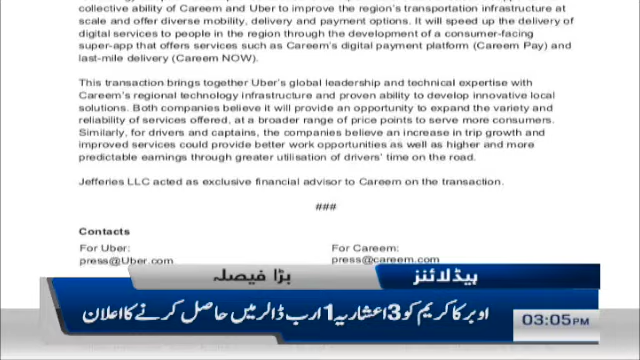 collective ability of Careem and Uber to improve the region's transportation infrastructure at
scale and offer diverse mobility, delivery and payment options. It will speed up the delivery of
digital services to people in the region through the development of a consumer-facing
super-app that offers services such as Careem's digital payment platform (Careem Pay) and
last-mile delivery (Careem NOW).
This transaction brings together Uber's global leadership and technical expertise with
Careem's regional technology infrastructure and proven ability to develop innovative local
solutions. Both companies believe it will provide an opportunity to expand the variety and
reliability of services offered, at a broader range of price points to serve more consumers.
Similarly, for drivers and captains, the companies believe an increase in trip growth and
improved services could provide better work opportunities as well as higher and more
predictable earnings through greater utilisation of drivers' time on the road.
Jefferies LLC acted as exclusive financial advisor to Careem on the transaction.
###
Contacts
For Uber: For Careem:
press@Uber.com press@careem.com
ہیڈلائنز بڑا فیصلہ
اوبر کا کریم کو 3 اعشاریہ 1 ارب ڈالر میں حاصل کرنے کا اعلان
03:05PM